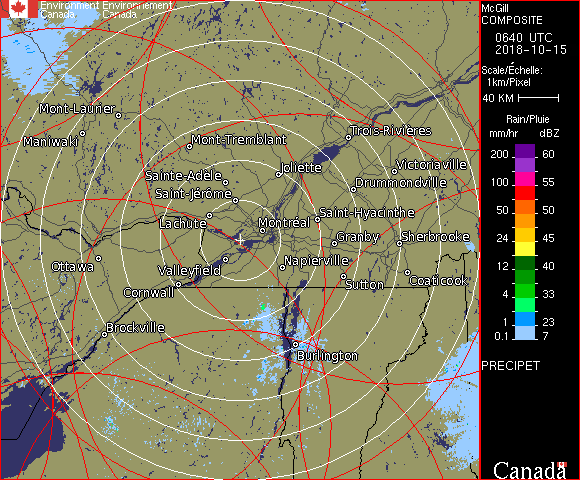 Environment Environnement
Canada Canada
McGill
COMPOSITE
0640 UTC
2018-10-15
Scale/Échelle:
1km/Pixel
40 KM
Rain/Pluie
mm/hr dBZ
200 60
100 55
50 50
24 45
12 40
4 33
1 23
0.1 7
PRECIPET
Canada
Mont-Laurier
Maniwaki
Mont-Tremblant
Trois-Rivières
Sainte-Adèle
Joliette
Victoriaville
Saint-Jérôme
Drummondville
Lachute
Montréal
Saint-Hyacinthe
Granby
Sherbrooke
Ottawa
Valleyfield
Napierville
Cornwall
Sutton
Coaticook
Brockville
Burlington